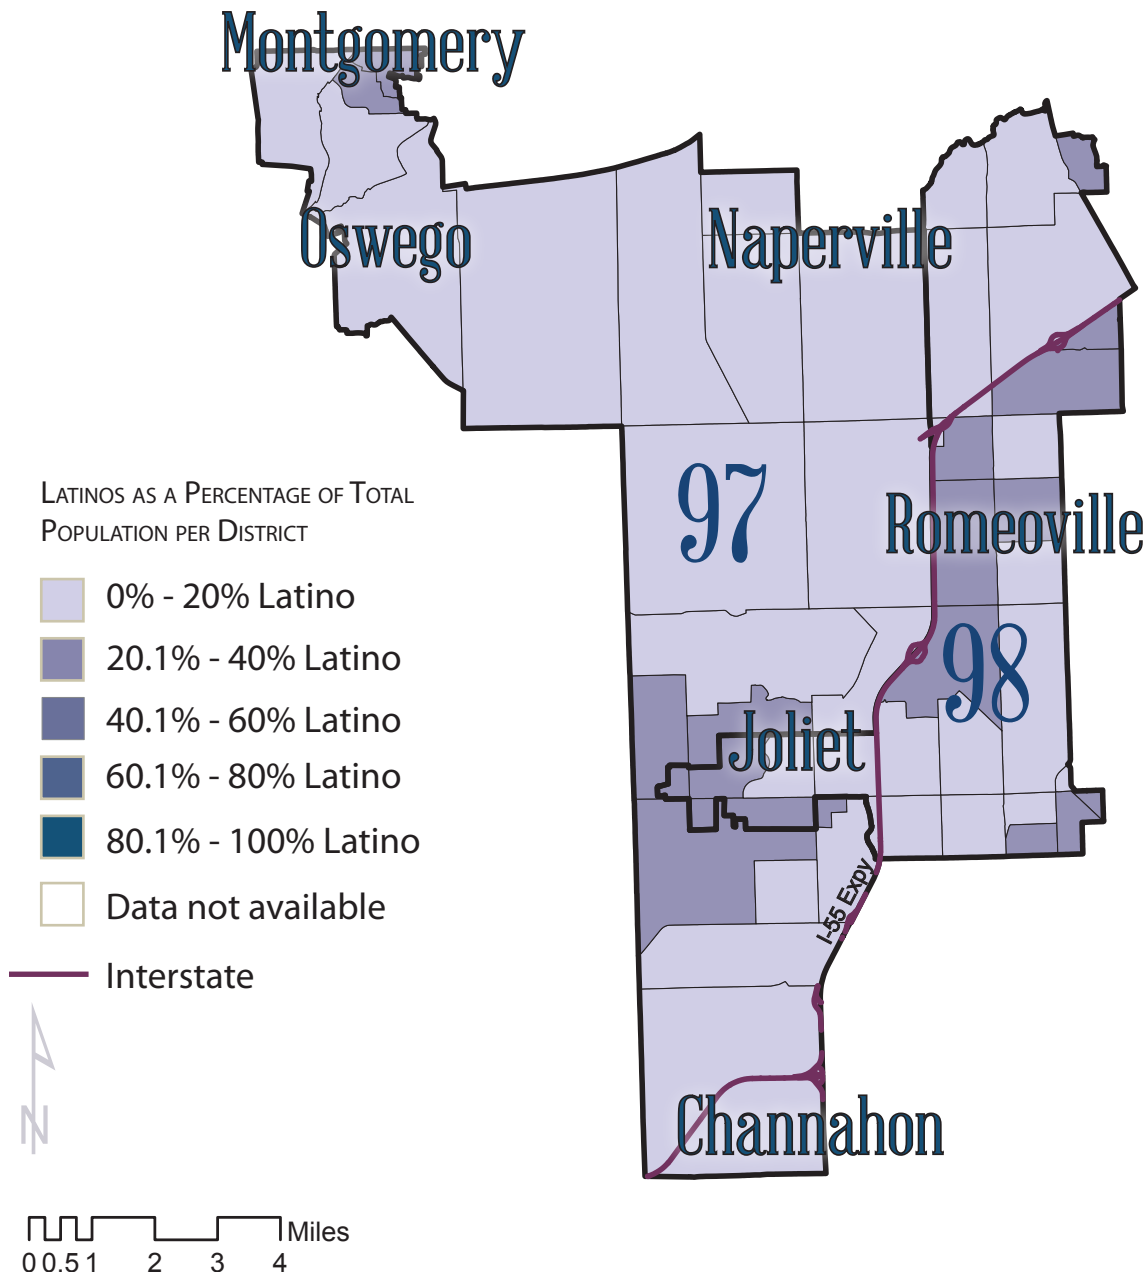 Montgomery
Oswego
Naperville
97
Romeoville
98
Joliet
I-55 Expy
Channahon
LATINOS AS A PERCENTAGE OF TOTAL
POPULATION PER DISTRICT
0% - 20% Latino
20.1% - 40% Latino
40.1% - 60% Latino
60.1% - 80% Latino
80.1% - 100% Latino
Data not available
Interstate
N
Miles
0 0.5 1 2 3 4